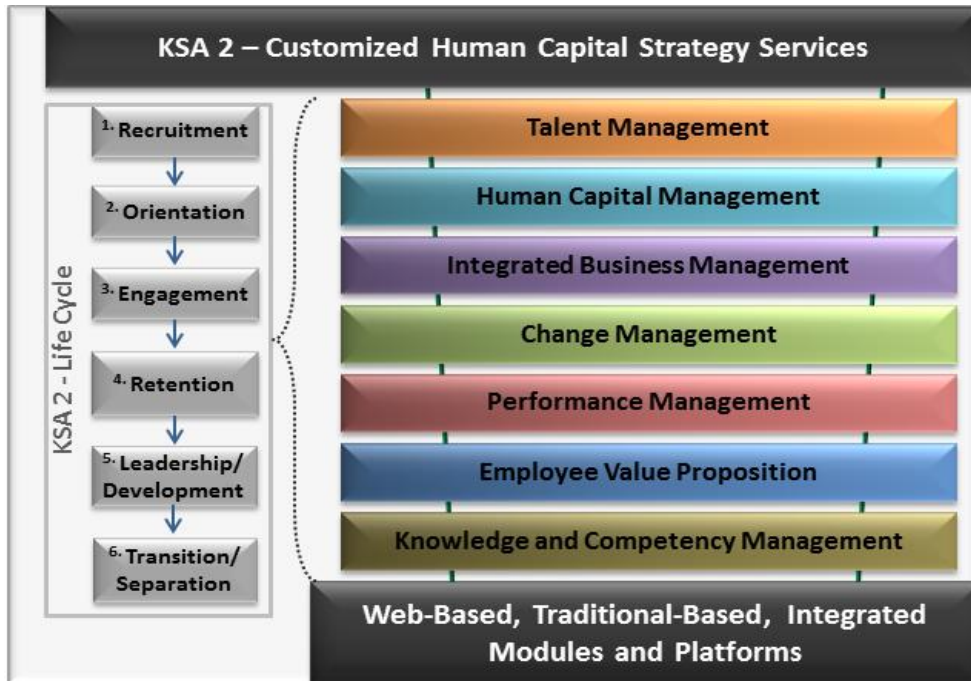 KSA 2 – Customized Human Capital Strategy Services
KSA 2 - Life Cycle
1. Recruitment
2. Orientation
3. Engagement
4. Retention
5. Leadership/
Development
6. Transition/
Separation
Talent Management
Human Capital Management
Integrated Business Management
Change Management
Performance Management
Employee Value Proposition
Knowledge and Competency Management
Web-Based, Traditional-Based, Integrated
Modules and Platforms